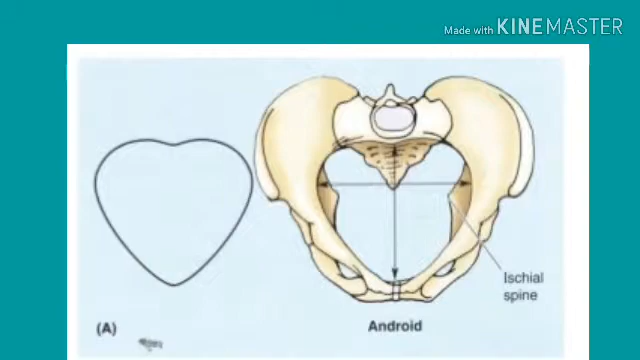 Made with KINEMASTER
Ischial
spine
(A)
Android